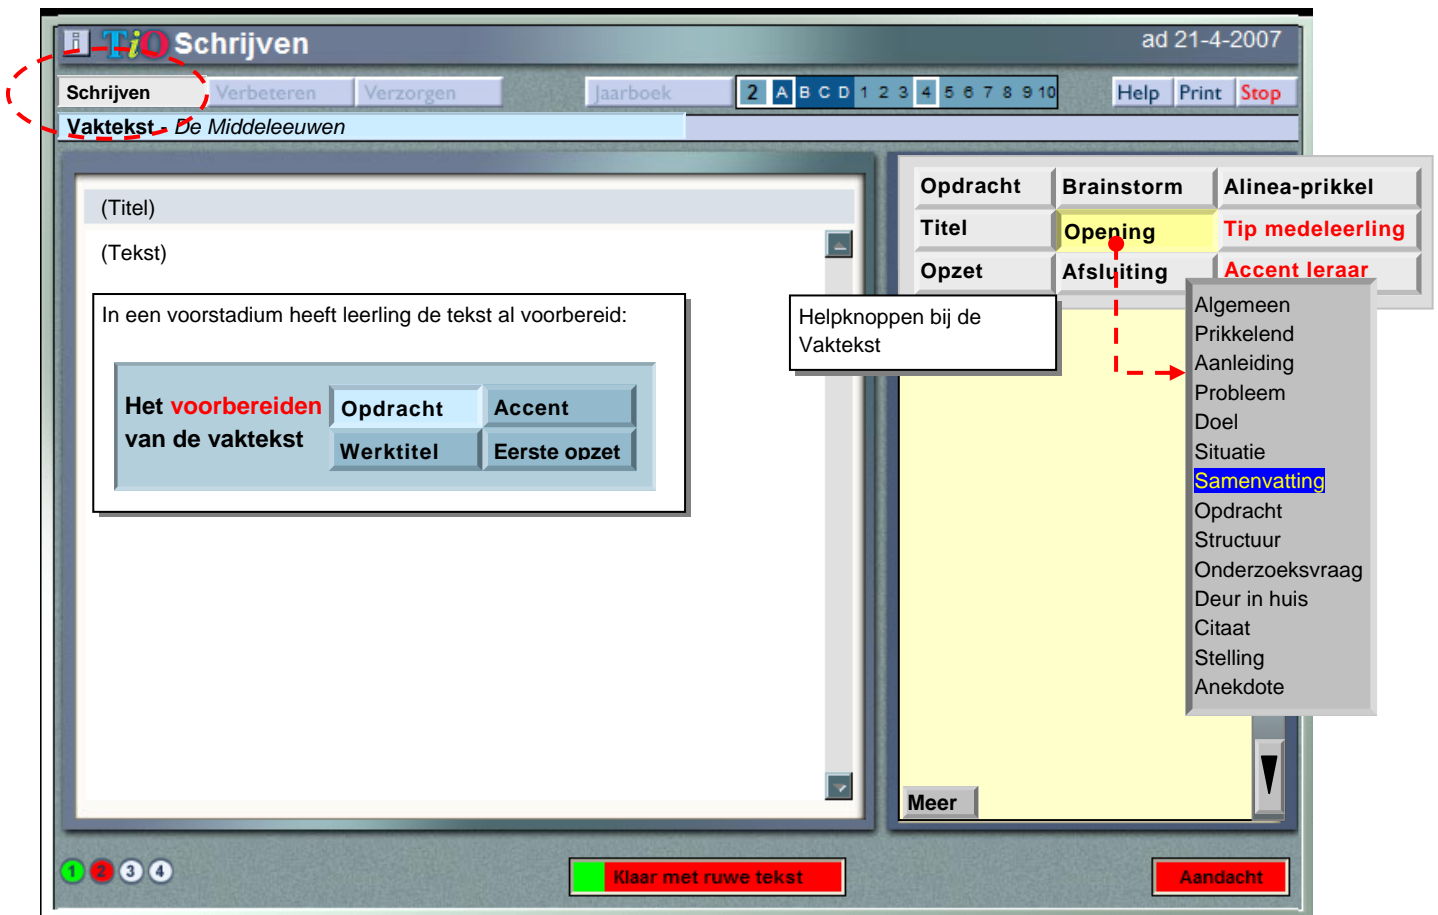 i TiO Schrijven
ad 21-4-2007
Schrijven Verbeteren Verzorgen Jaarboek 2 A B C D 1 2 3 4 5 6 7 8 9 10 Help Print Stop
Vaktekst - De Middeleeuwen
(Titel)
(Tekst)
In een voorstadium heeft leerling de tekst al voorbereid:
Het voorbereiden
van de vaktekst
Opdracht Accent
Werktitel Eerste opzet
Opdracht Brainstorm Alinea-prikkel
Titel Opening Tip medeleerling
Opzet Afsluiting Accent leraar
Helpknoppen bij de
Vaktekst
Algemeen
Prikkelend
Aanleiding
Probleem
Doel
Situatie
Samenvatting
Opdracht
Structuur
Onderzoeksvraag
Deur in huis
Citaat
Stelling
Anekdote
Meer
1 2 3 4
Klaar met ruwe tekst
Aandacht